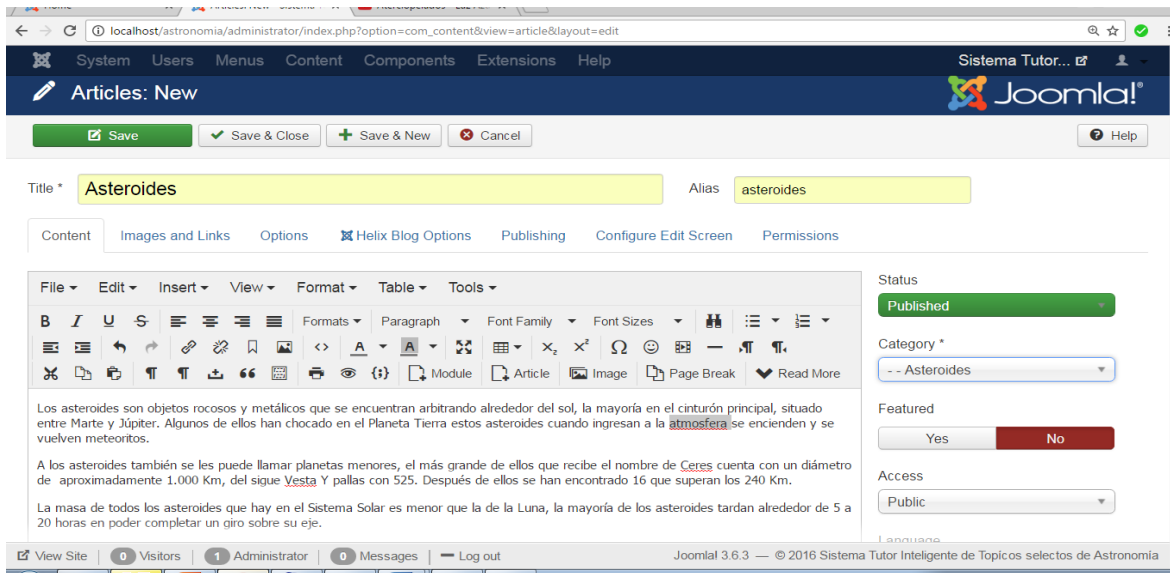 localhost/astronomia/administrator/index.php?option=com_content&view=article&layout=edit
System Users Menus Content Components Extensions Help Sistema Tutor...
Articles: New Joomla!®
Save Save & Close Save & New Cancel Help
Title * Asteroides Alias asteroides
Content Images and Links Options Helix Blog Options Publishing Configure Edit Screen Permissions
File Edit Insert View Format Table Tools
Status
Published
B I U S Formats Paragraph Font Family Font Sizes
Category *
- - Asteroides
Module Article Image Page Break Read More
Los asteroides son objetos rocosos y metálicos que se encuentran arbitrando alrededor del sol, la mayoría en el cinturón principal, situado
entre Marte y Júpiter. Algunos de ellos han chocado en el Planeta Tierra estos asteroides cuando ingresan a la atmosfera se encienden y se
vuelven meteoritos.
A los asteroides también se les puede llamar planetas menores, el más grande de ellos que recibe el nombre de Ceres cuenta con un diámetro
de aproximadamente 1.000 Km, del sigue Vesta Y pallas con 525. Después de ellos se han encontrado 16 que superan los 240 Km.
La masa de todos los asteroides que hay en el Sistema Solar es menor que la de la Luna, la mayoría de los asteroides tardan alrededor de 5 a
20 horas en poder completar un giro sobre su eje.
Featured
Yes No
Access
Public
Language
View Site 0 Visitors 1 Administrator 0 Messages Log out Joomla! 3.6.3 — © 2016 Sistema Tutor Inteligente de Topicos selectos de Astronomia